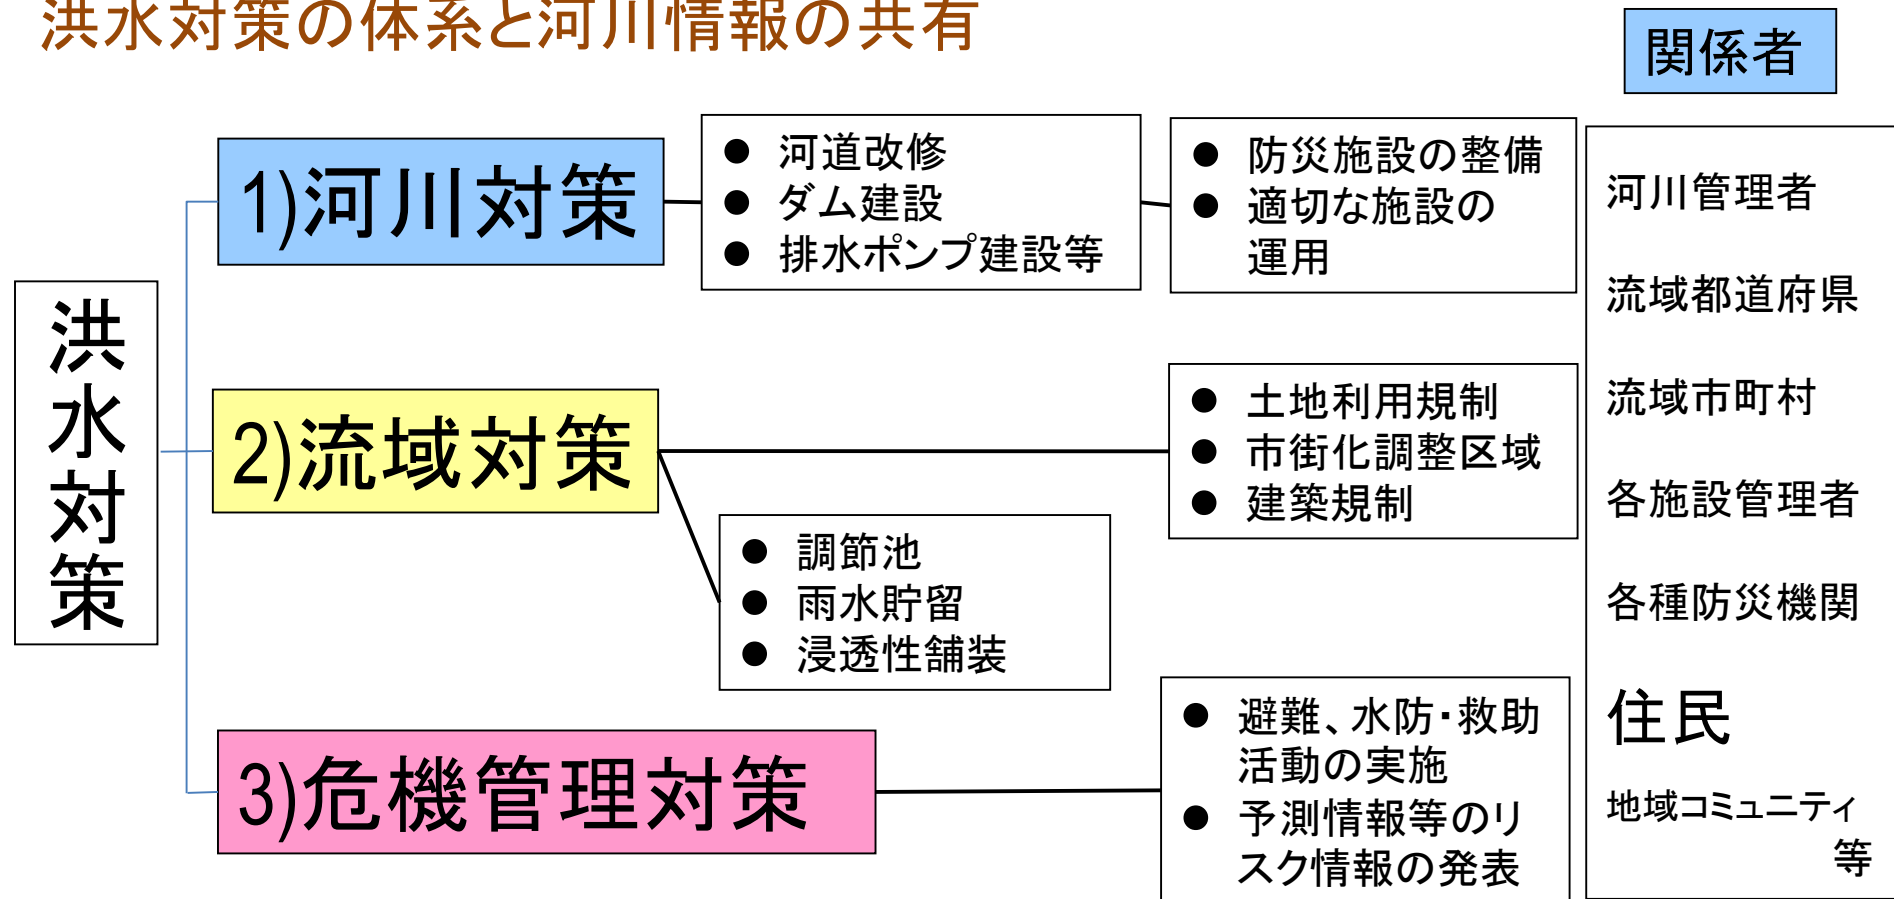 洪水対策の体系と河川情報の共有
関係者
洪水対策
1)河川対策
● 河道改修
● ダム建設
● 排水ポンプ建設等
● 防災施設の整備
● 適切な施設の
運用
2)流域対策
● 土地利用規制
● 市街化調整区域
● 建築規制
● 調節池
● 雨水貯留
● 浸透性舗装
3)危機管理対策
● 避難、水防・救助
活動の実施
● 予測情報等のリ
スク情報の発表
河川管理者
流域都道府県
流域市町村
各施設管理者
各種防災機関
住民
地域コミュニティ
等